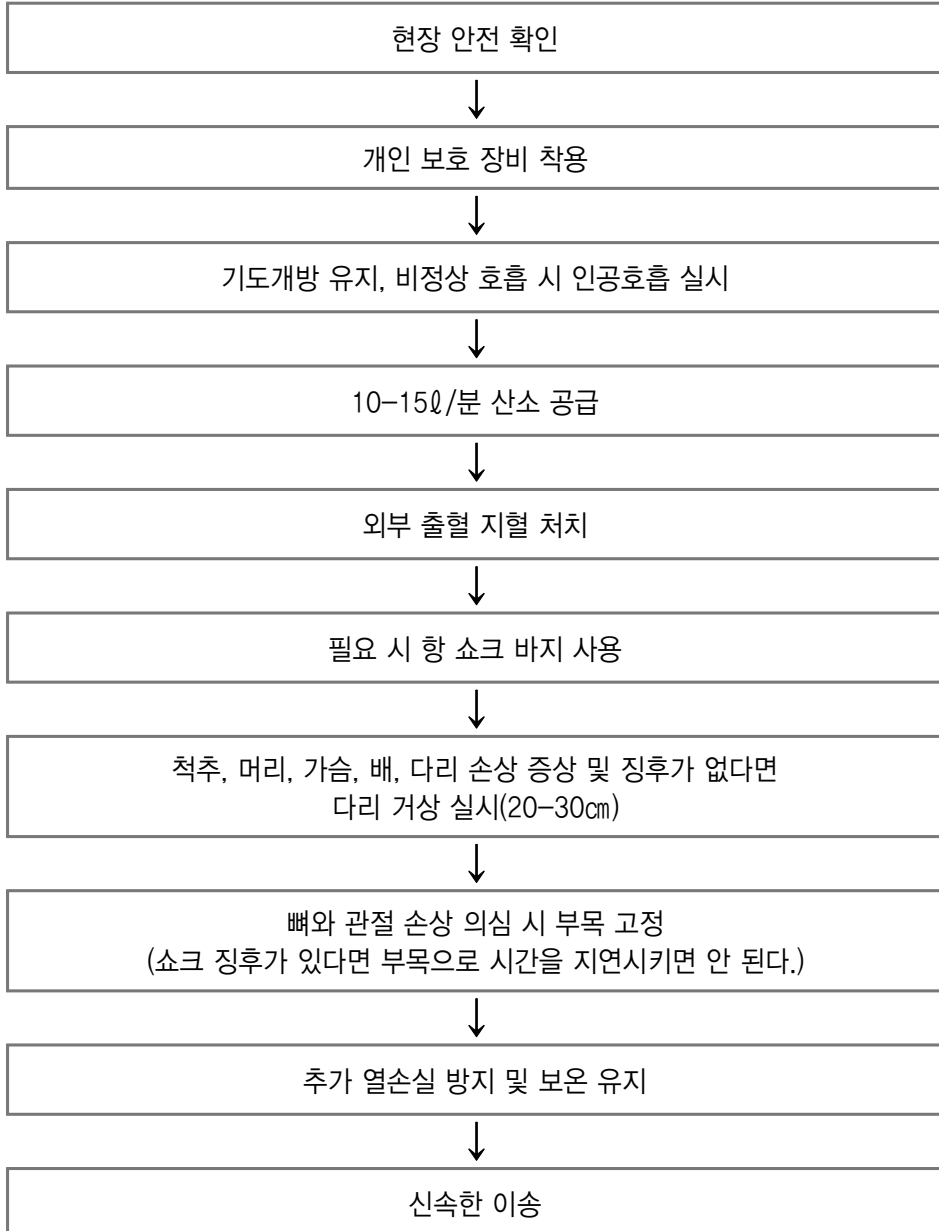 현장 안전 확인
개인 보호 장비 착용
기도개방 유지, 비정상 호흡 시 인공호흡 실시
10-15ℓ/분 산소 공급
외부 출혈 지혈 처치
필요 시 항 쇼크 바지 사용
척추, 머리, 가슴, 배, 다리 손상 증상 및 징후가 없다면
다리 거상 실시(20-30㎝)
뼈와 관절 손상 의심 시 부목 고정
(쇼크 징후가 있다면 부목으로 시간을 지연시키면 안 된다.)
추가 열손실 방지 및 보온 유지
신속한 이송